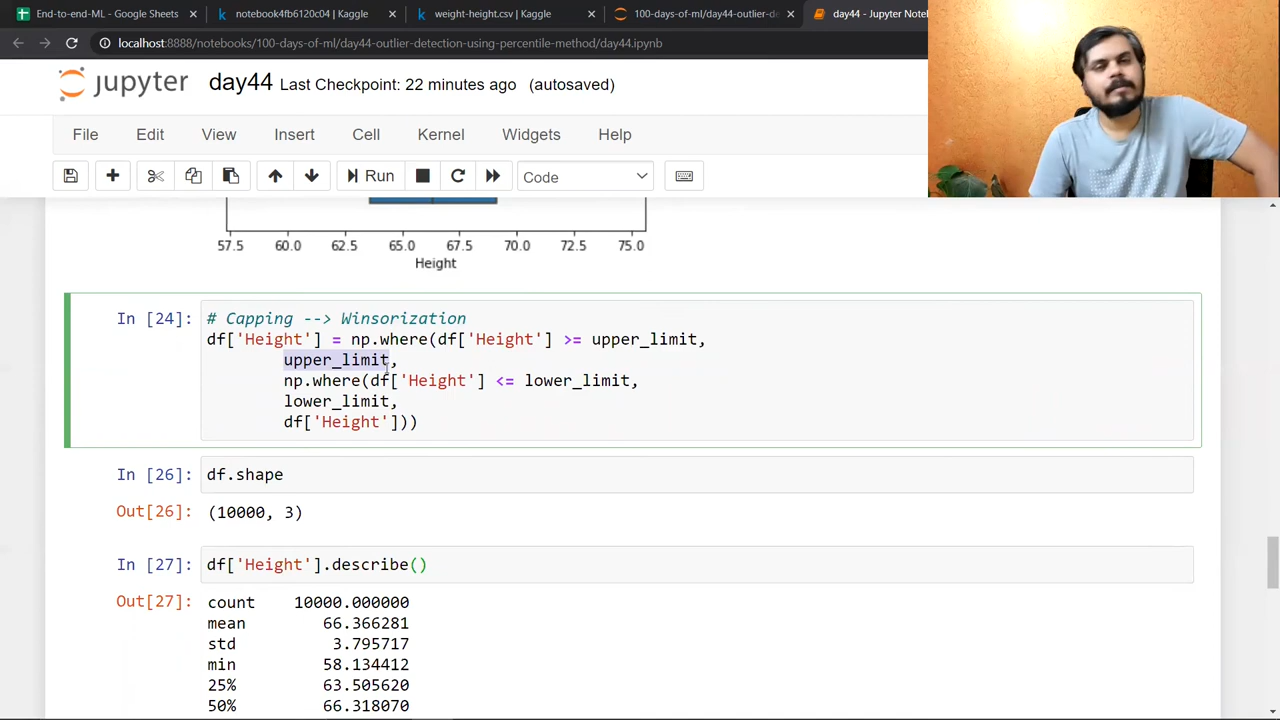 End-to-end-ML - Google Sheets
notebook4fb6120c04 | Kaggle
weight-height.csv | Kaggle
100-days-of-ml/day44-outlier-de
day44 - Jupyter Note
localhost:8888/notebooks/100-days-of-ml/day44-outlier-detection-using-percentile-method/day44.ipynb
jupyter day44 Last Checkpoint: 22 minutes ago (autosaved)
File Edit View Insert Cell Kernel Widgets Help
Run Code
57.5 60.0 62.5 65.0 67.5 70.0 72.5 75.0
Height
In [24]: # Capping --> Winsorization
df['Height'] = np.where(df['Height'] >= upper_limit,
upper_limit,
np.where(df['Height'] <= lower_limit,
lower_limit,
df['Height']))
In [26]: df.shape
Out[26]: (10000, 3)
In [27]: df['Height'].describe()
Out[27]: count 10000.000000
mean 66.366281
std 3.795717
min 58.134412
25% 63.505620
50% 66.318070